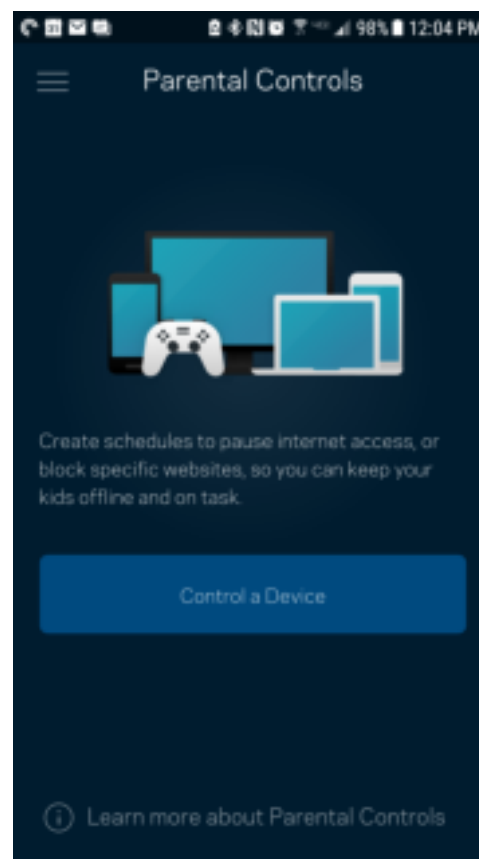 98% 12:04 PM
Parental Controls
Create schedules to pause internet access, or
block specific websites, so you can keep your
kids offline and on task.
Control a Device
Learn more about Parental Controls